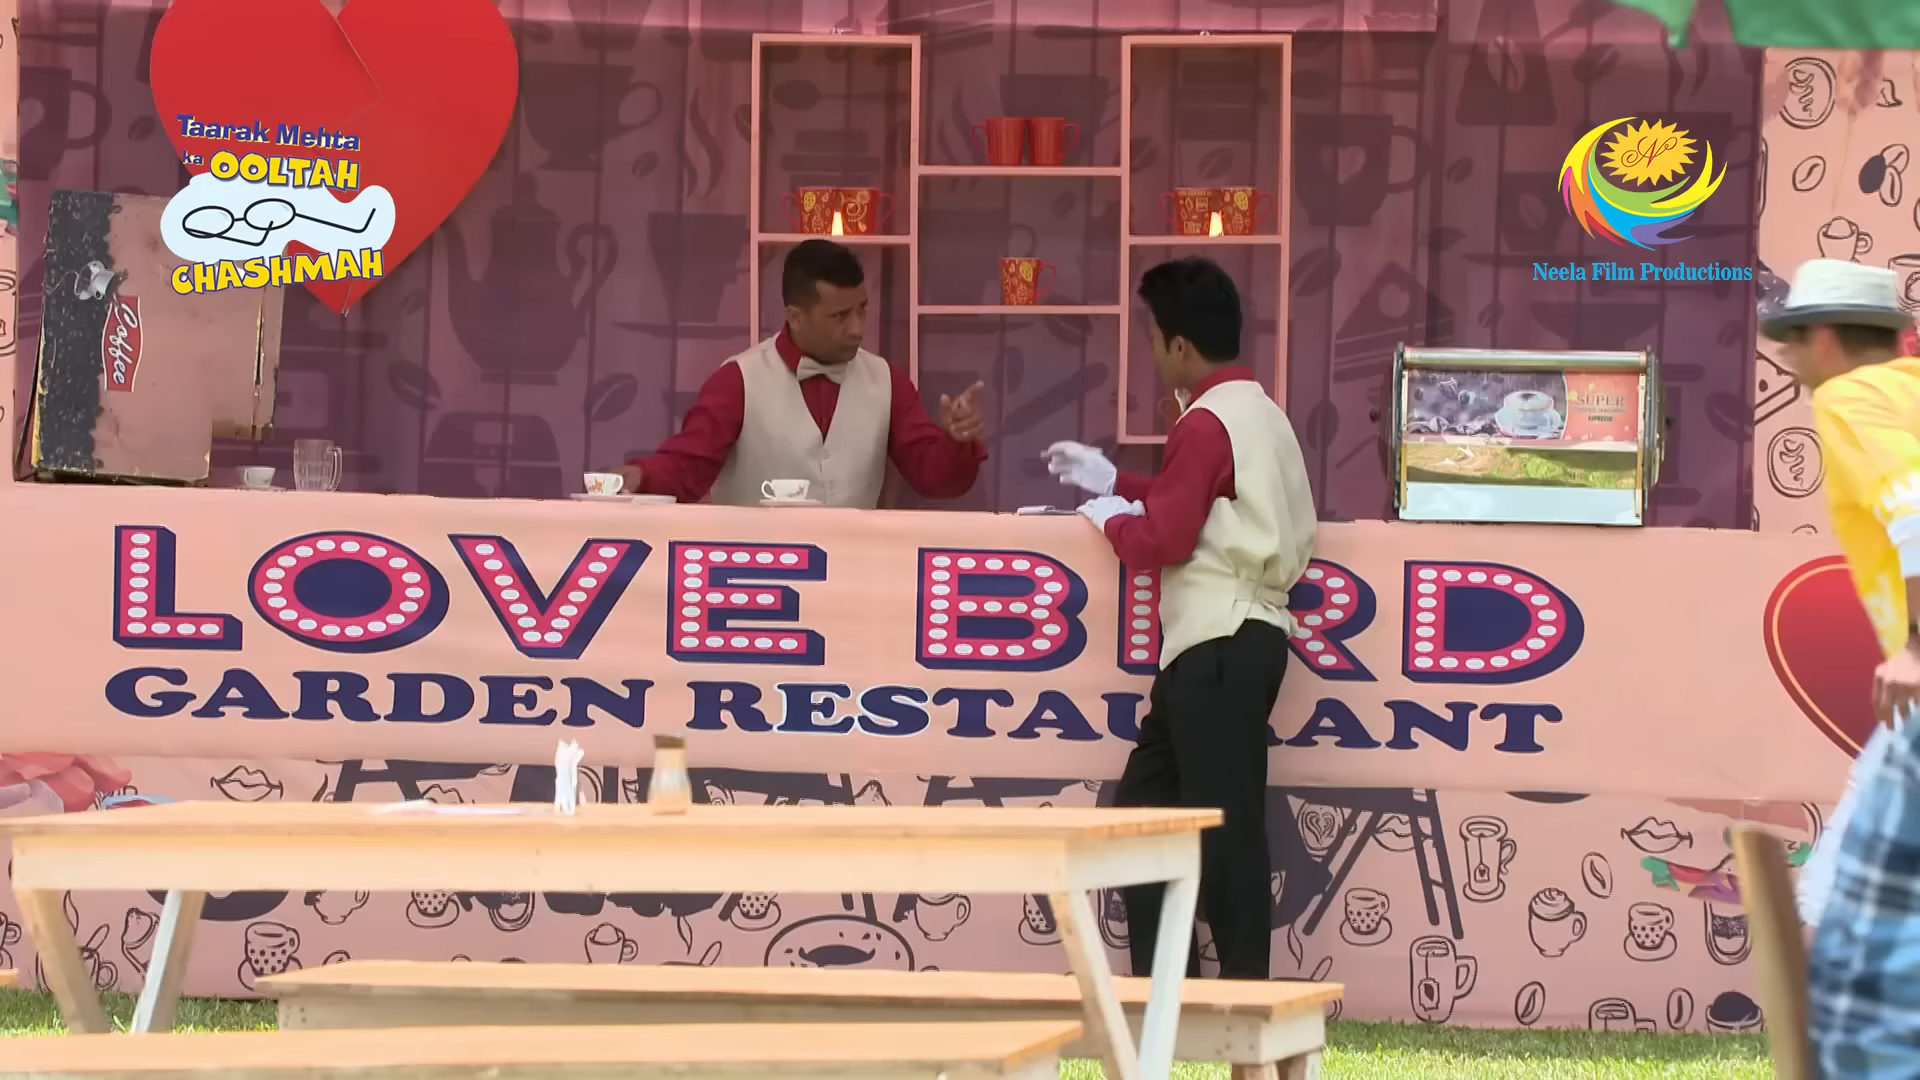 Taarak Mehta
ka OOLTAH
CHASHMAH
Neela Film Productions
Coffee
SUPER
LOVE BIRD
GARDEN RESTAURANT